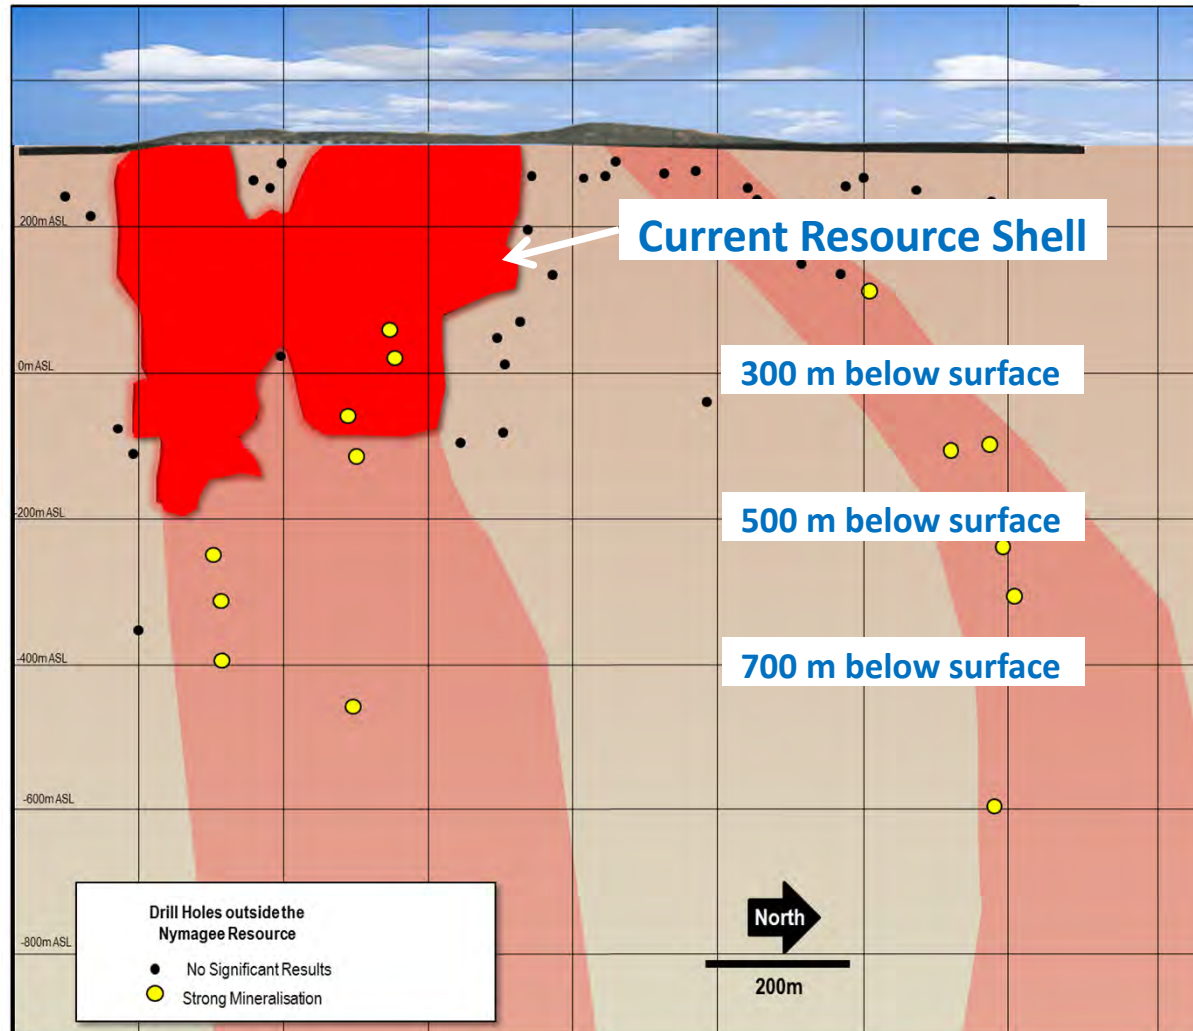 200m ASL
Current Resource Shell
0m ASL
300 m below surface
-200m ASL
500 m below surface
-400m ASL
700 m below surface
-600m ASL
Drill Holes outside the
Nymagee Resource
No Significant Results
Strong Mineralisation
North
200m
-800m ASL